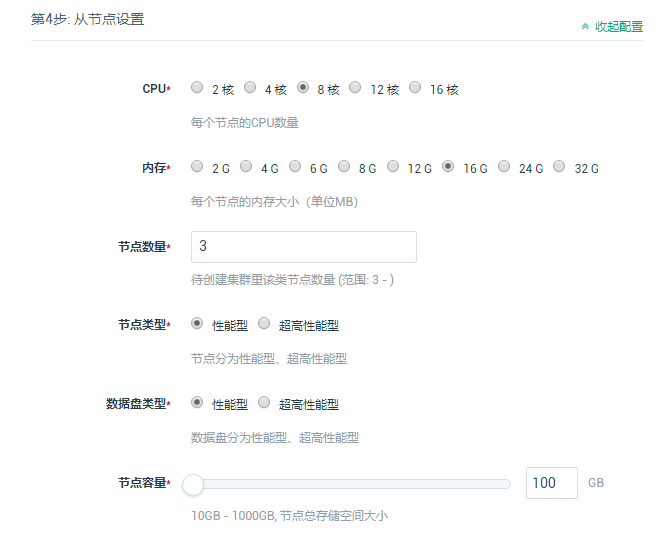 第4步: 从节点设置
收起配置
CPU* 2 核 4 核 8 核 12 核 16 核
每个节点的CPU数量
内存* 2 G 4 G 6 G 8 G 12 G 16 G 24 G 32 G
每个节点的内存大小（单位MB）
节点数量* 3
待创建集群里该类节点数量 (范围: 3 - )
节点类型* 性能型 超高性能型
节点分为性能型、超高性能型
数据盘类型* 性能型 超高性能型
数据盘分为性能型、超高性能型
节点容量* 100 GB
10GB - 1000GB, 节点总存储空间大小